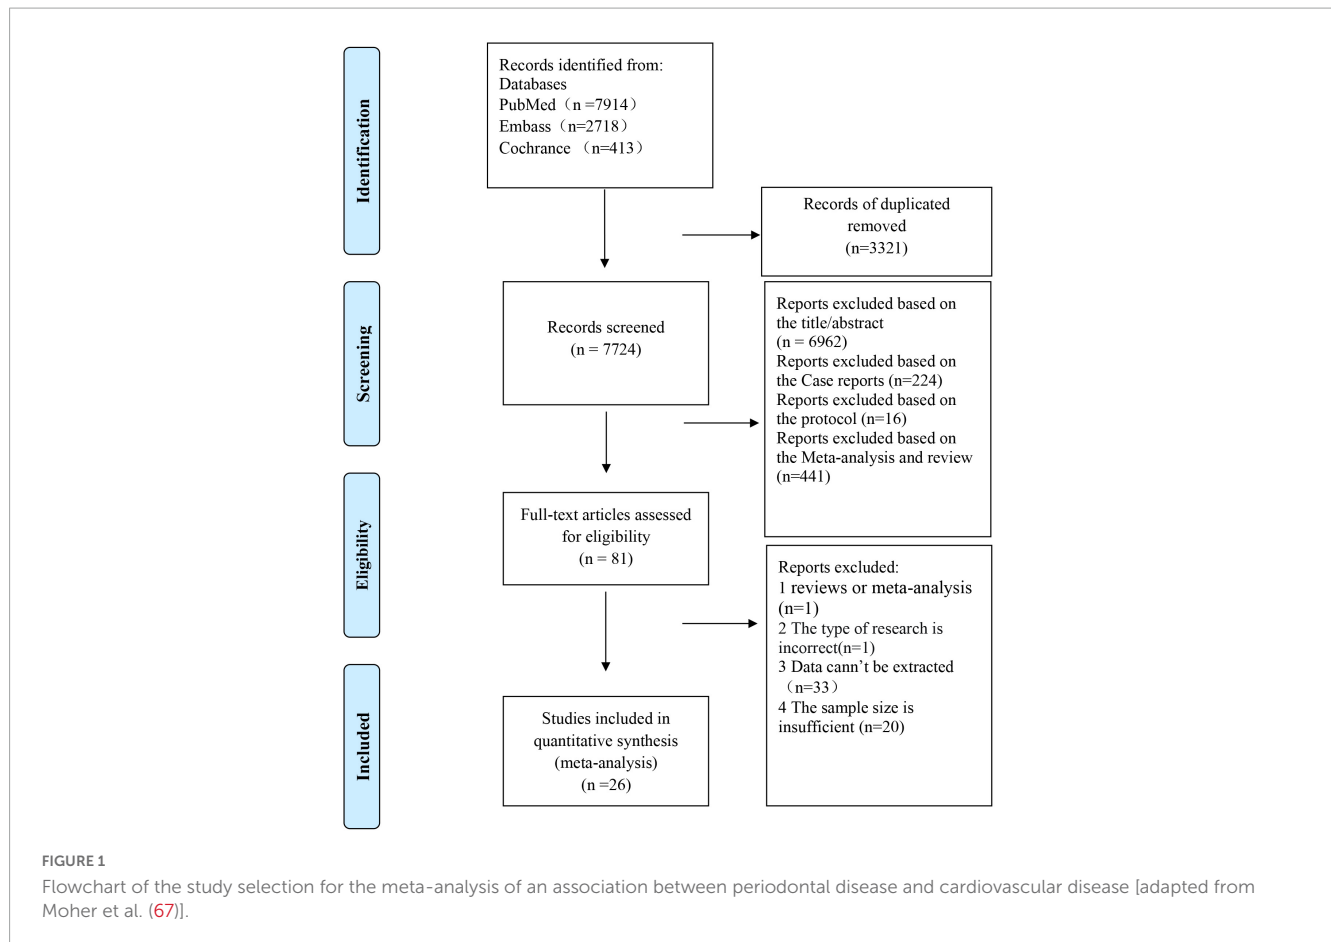 Identification
Records identified from:
Databases
PubMed（n =7914）
Embass（n=2718）
Cochrance （n=413）
Records of duplicated
removed
(n=3321)
Screening
Records screened
(n = 7724)
Reports excluded based on
the title/abstract
(n = 6962)
Reports excluded based on
the Case reports (n=224)
Reports excluded based on
the protocol (n=16)
Reports excluded based on
the Meta-analysis and review
(n=441)
Eligibility
Full-text articles assessed
for eligibility
(n = 81)
Reports excluded:
1 reviews or meta-analysis
(n=1)
2 The type of research is
incorrect(n=1)
3 Data cann’t be extracted
（n=33）
4 The sample size is
insufficient (n=20)
Included
Studies included in
quantitative synthesis
(meta-analysis)
(n =26)
FIGURE 1
Flowchart of the study selection for the meta-analysis of an association between periodontal disease and cardiovascular disease [adapted from
Moher et al. (67)].